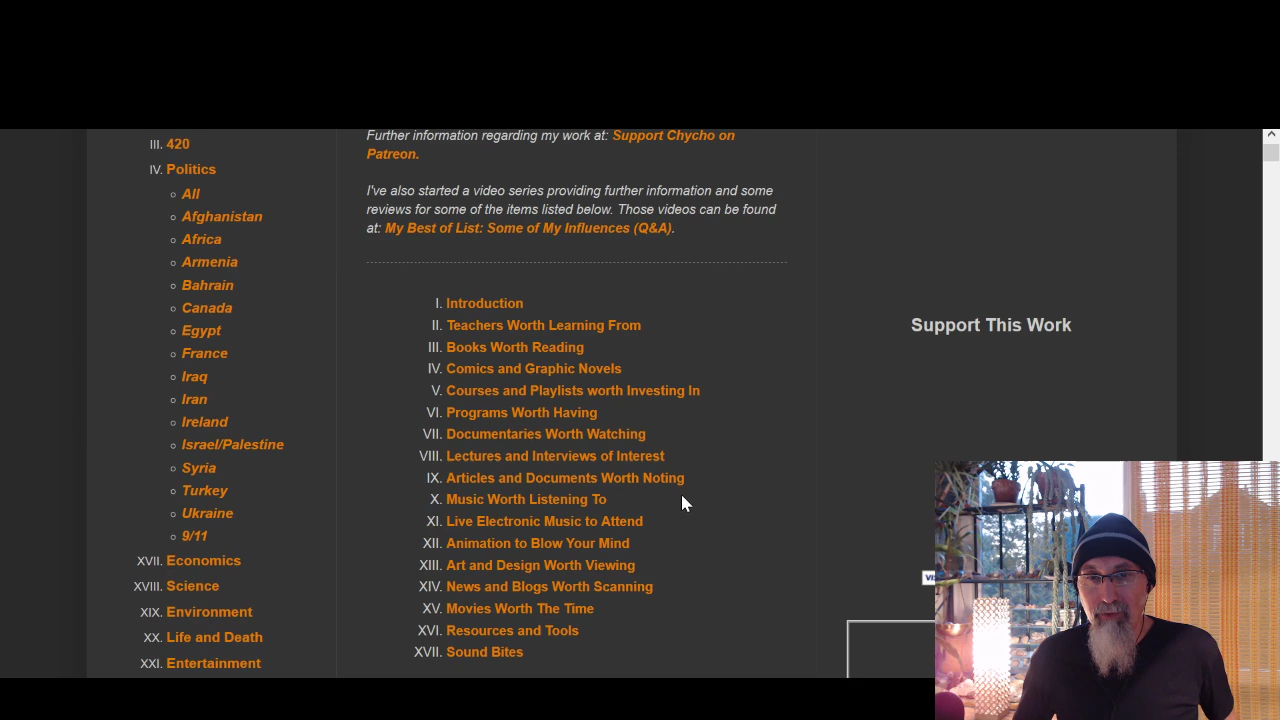 III. 420
IV. Politics
All
Afghanistan
Africa
Armenia
Bahrain
Canada
Egypt
France
Iraq
Iran
Ireland
Israel/Palestine
Syria
Turkey
Ukraine
9/11
XVII. Economics
XVIII. Science
XIX. Environment
XX. Life and Death
XXI. Entertainment
Further information regarding my work at: Support Chycho on
Patreon.
I've also started a video series providing further information and some
reviews for some of the items listed below. Those videos can be found
at: My Best of List: Some of My Influences (Q&A).
I. Introduction
II. Teachers Worth Learning From
III. Books Worth Reading
IV. Comics and Graphic Novels
V. Courses and Playlists worth Investing In
VI. Programs Worth Having
VII. Documentaries Worth Watching
VIII. Lectures and Interviews of Interest
IX. Articles and Documents Worth Noting
X. Music Worth Listening To
XI. Live Electronic Music to Attend
XII. Animation to Blow Your Mind
XIII. Art and Design Worth Viewing
XIV. News and Blogs Worth Scanning
XV. Movies Worth The Time
XVI. Resources and Tools
XVII. Sound Bites
Support This Work